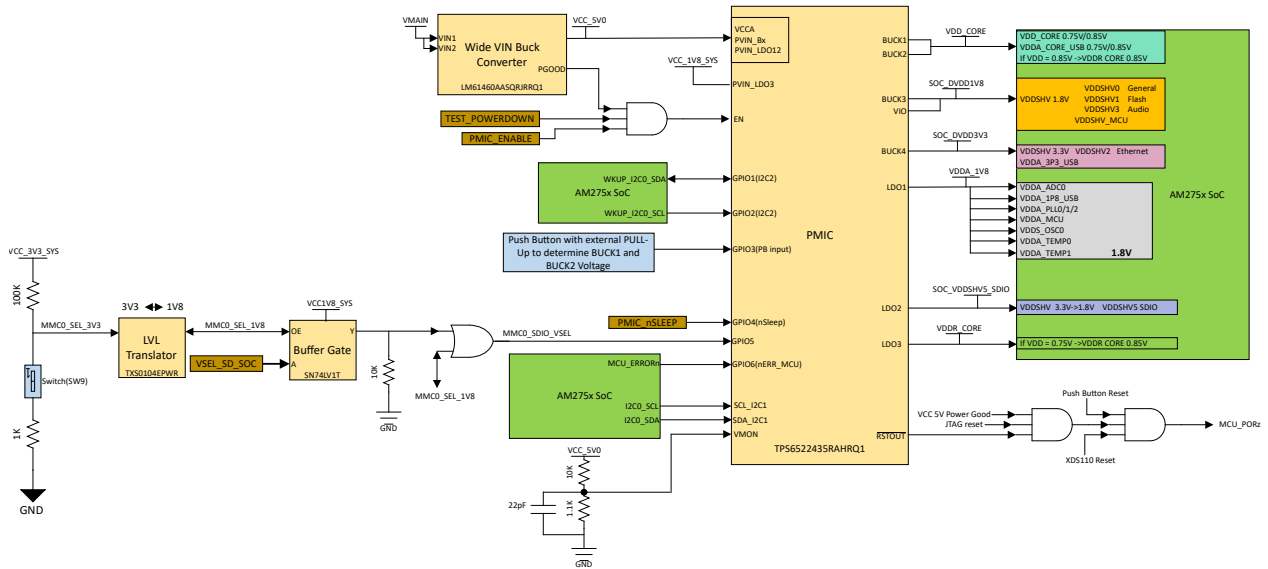 VMAIN
VIN1
VIN2
Wide VIN Buck
Converter
PGOOD
LM61460AASQRJRRQ1
VCC_5V0
VCC_1V8_SYS
TEST_POWERDOWN
PMIC_ENABLE
WKUP_I2C0_SDA
AM275x SoC
WKUP_I2C0_SCL
Push Button with external PULL-
Up to determine BUCK1 and
BUCK2 Voltage
VCC_3V3_SYS
100K
MMC0_SEL_3V3
Switch(SW9)
1K
GND
3V3
1V8
LVL
Translator
TXS0104EPWR
MMC0_SEL_1V8
VSEL_SD_SOC
VCC1V8_SYS
OE
Y
Buffer Gate
A
SN74LV1T
10K
GND
MMC0_SEL_1V8
MMC0_SDIO_VSEL
PMIC_nSLEEP
MCU_ERRORn
AM275x SoC
I2C0_SCL
I2C0_SDA
VCC_5V0
10K
22pF
1.1K
GND
VCCA
PVIN_Bx
PVIN_LDO12
PVIN_LDO3
EN
GPIO1(I2C2)
GPIO2(I2C2)
GPIO3(PB input)
GPIO4(nSleep)
GPIO5
GPIO6(nERR_MCU)
SCL_I2C1
SDA_I2C1
VMON
PMIC
TPS6522435RAHRQ1
BUCK1
BUCK2
BUCK3
VIO
BUCK4
LDO1
LDO2
LDO3
RSTOUT
VDD_CORE
SOC_DVDD1V8
SOC_DVDD3V3
VDDA_1V8
SOC_VDDSHV5_SDIO
VDDR_CORE
VDD_CORE 0.75V/0.85V
VDDA_CORE_USB 0.75V/0.85V
If VDD = 0.85V ->VDDR CORE 0.85V
VDDSHV 1.8V
VDDSHV0 General
VDDSHV1 Flash
VDDSHV3 Audio
VDDSHV_MCU
VDDSHV 3.3V VDDSHV2 Ethernet
VDDA_3P3_USB
VDDA_ADC0
VDDA_1P8_USB
VDDA_PLL0/1/2
VDDA_MCU
VDDS_OSC0
VDDA_TEMP0
VDDA_TEMP1
1.8V
AM275x SoC
VDDSHV 3.3V->1.8V VDDSHV5 SDIO
If VDD = 0.75V ->VDDR CORE 0.85V
Push Button Reset
VCC 5V Power Good
JTAG reset
XDS110 Reset
MCU_PORz